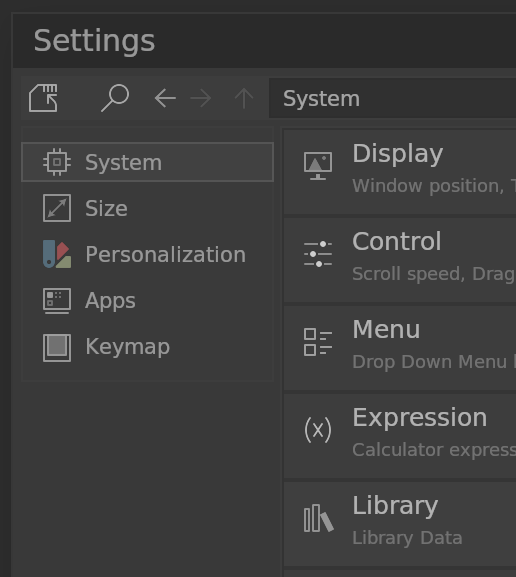 Settings
System
System
Size
Personalization
Apps
Keymap
Display
Window position, T
Control
Scroll speed, Drag
Menu
Drop Down Menu
Expression
Calculator express
Library
Library Data